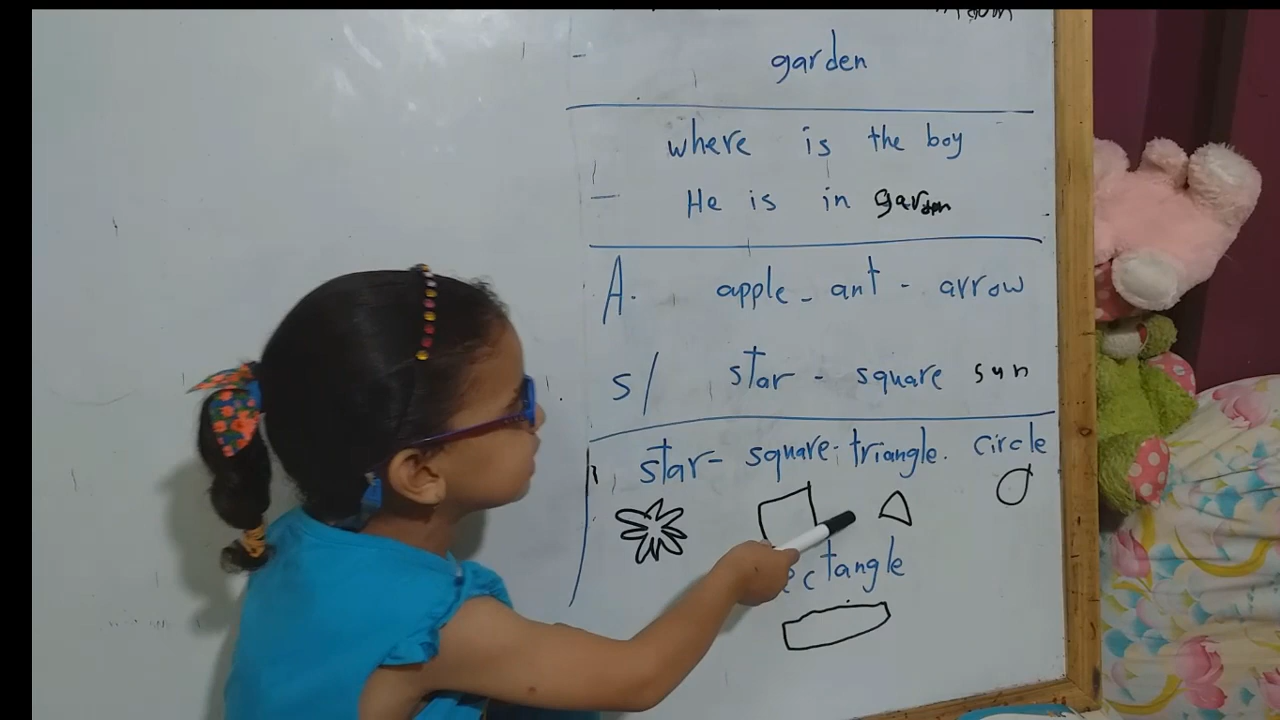 garden
where is the boy
He is in garden
A. apple - ant - arrow
s/ star - square sun
star - square - triangle. circle
ectangle